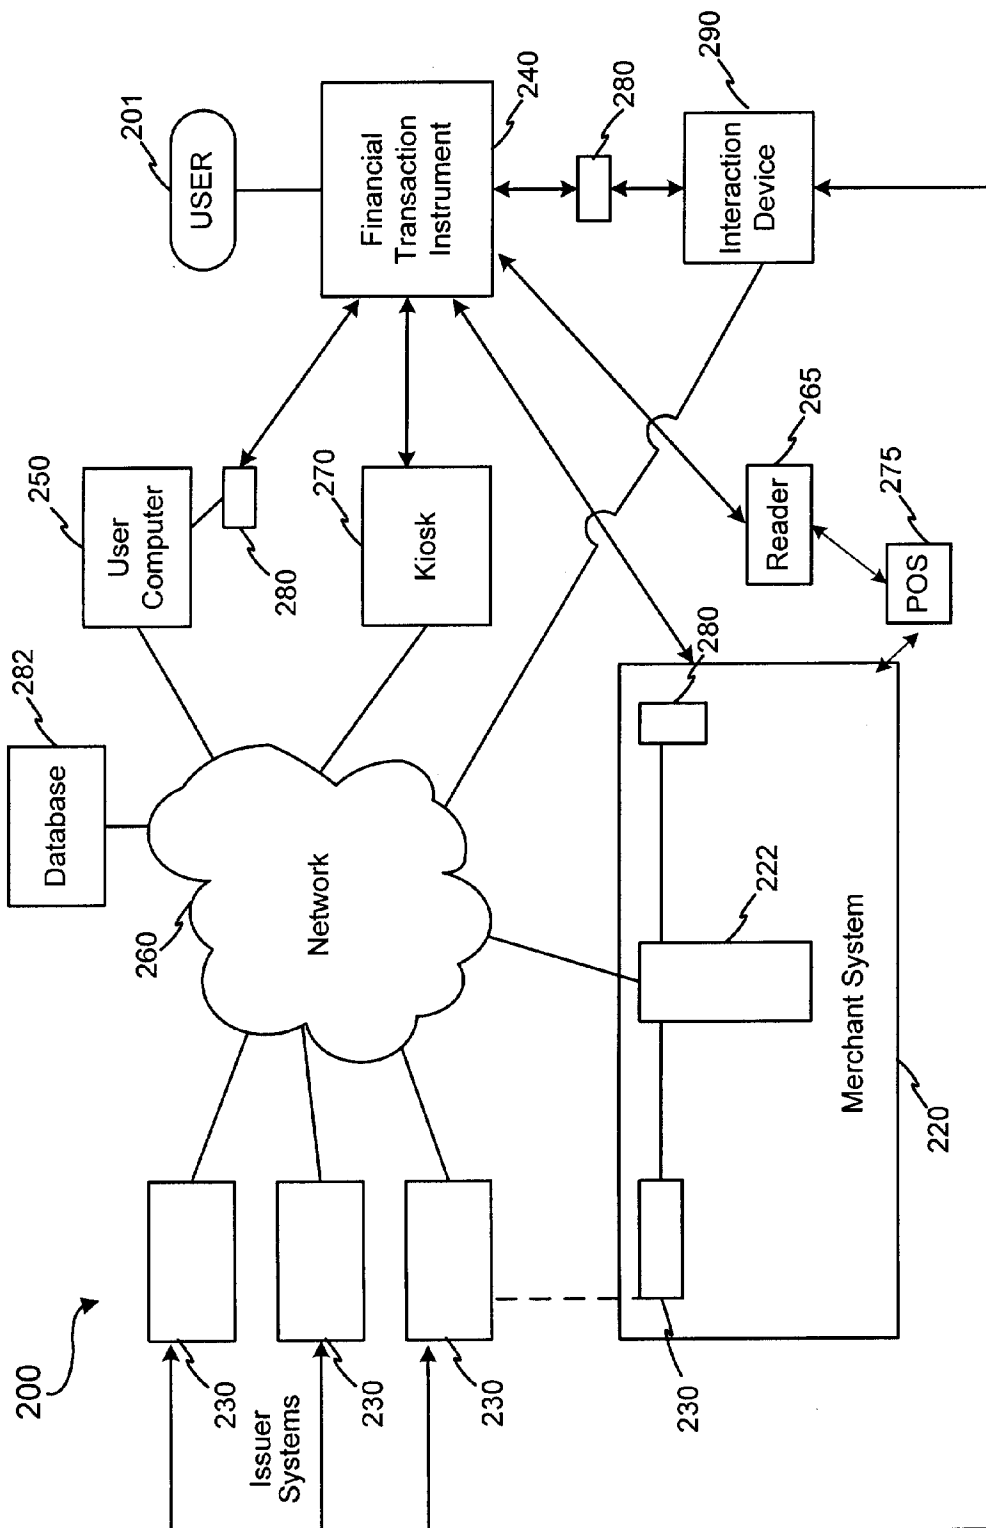 200
Database
282
User
Computer
250
USER
201
280
Financial
Transaction
Instrument
240
Kiosk
270
280
Interaction
Device
290
Network
260
Reader
265
POS
275
280
222
Merchant System
220
230
Issuer
Systems
230
230
230